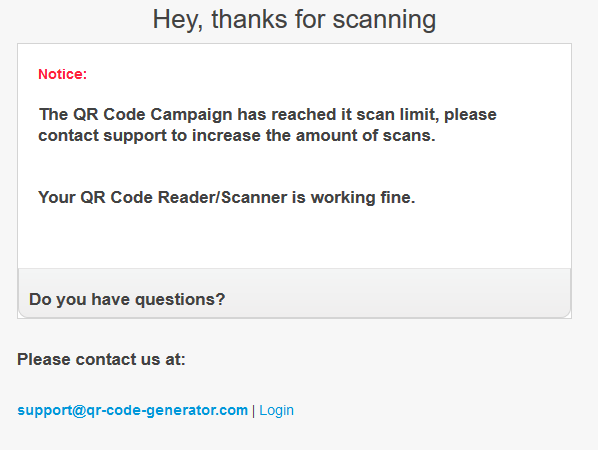 Hey, thanks for scanning
Notice:
The QR Code Campaign has reached it scan limit, please
contact support to increase the amount of scans.
Your QR Code Reader/Scanner is working fine.
Do you have questions?
Please contact us at:
support@qr-code-generator.com | Login